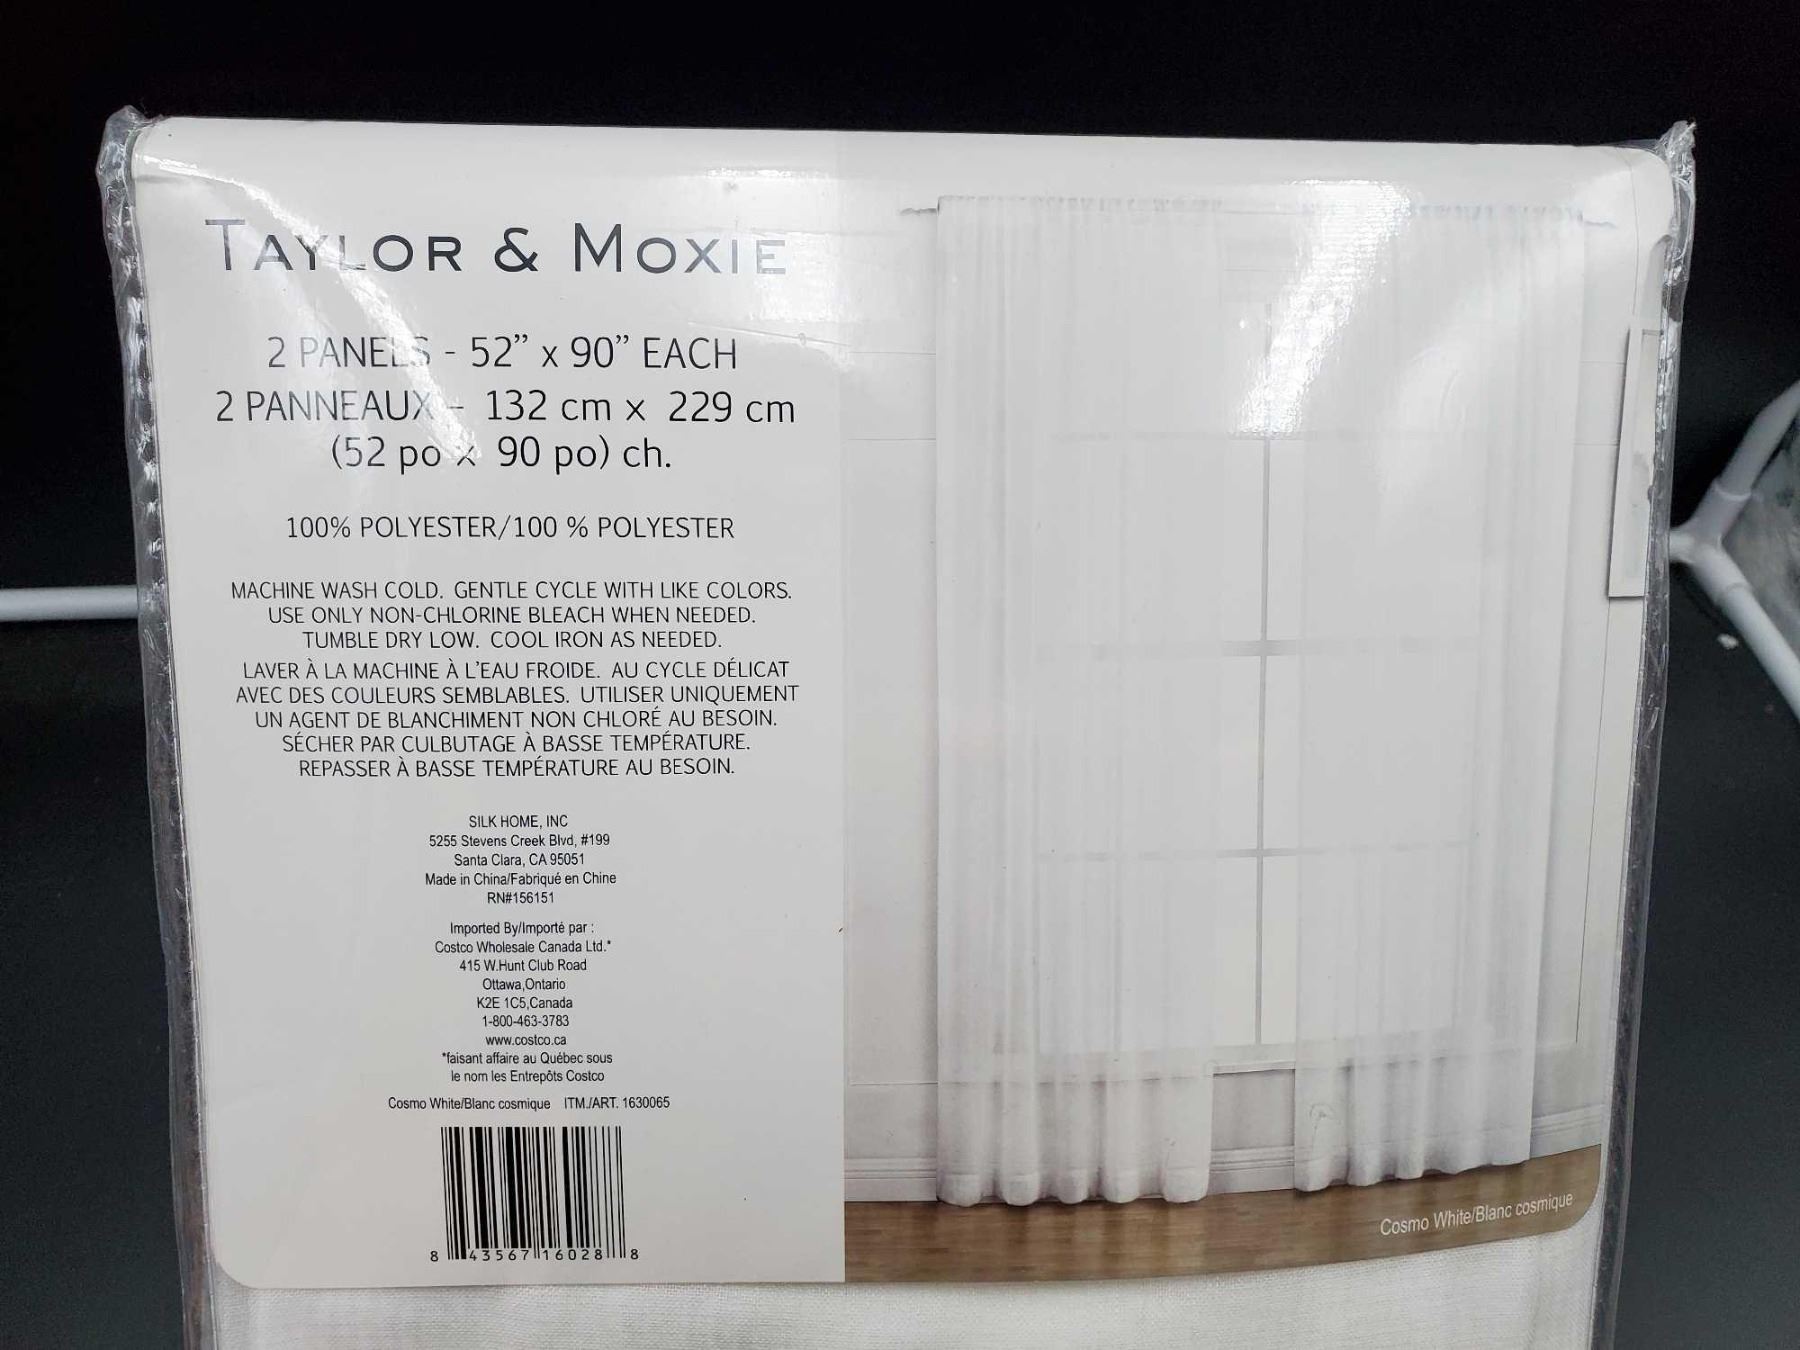 TAYLOR & MOXIE
2 PANELS - 52” x 90” EACH
2 PANNEAUX - 132 cm x 229 cm
(52 po x 90 po) ch.
100% POLYESTER/100 % POLYESTER
MACHINE WASH COLD. GENTLE CYCLE WITH LIKE COLORS.
USE ONLY NON-CHLORINE BLEACH WHEN NEEDED.
TUMBLE DRY LOW. COOL IRON AS NEEDED.
LAVER À LA MACHINE À L'EAU FROIDE. AU CYCLE DÉLICAT
AVEC DES COULEURS SEMBLABLES. UTILISER UNIQUEMENT
UN AGENT DE BLANCHIMENT NON CHLORÉ AU BESOIN.
SÉCHER PAR CULBUTAGE À BASSE TEMPÉRATURE.
REPASSER À BASSE TEMPÉRATURE AU BESOIN.
SILK HOME, INC
5255 Stevens Creek Blvd, #199
Santa Clara, CA 95051
Made in China/Fabriqué en Chine
RN#156151
Imported By/Importé par :
Costco Wholesale Canada Ltd.*
415 W.Hunt Club Road
Ottawa,Ontario
K2E 1C5,Canada
1-800-463-3783
www.costco.ca
*faisant affaire au Québec sous
le nom les Entrepôts Costco
Cosmo White/Blanc cosmique ITM./ART. 1630065
8 43567 16028 8
Cosmo White/Blanc cosmique